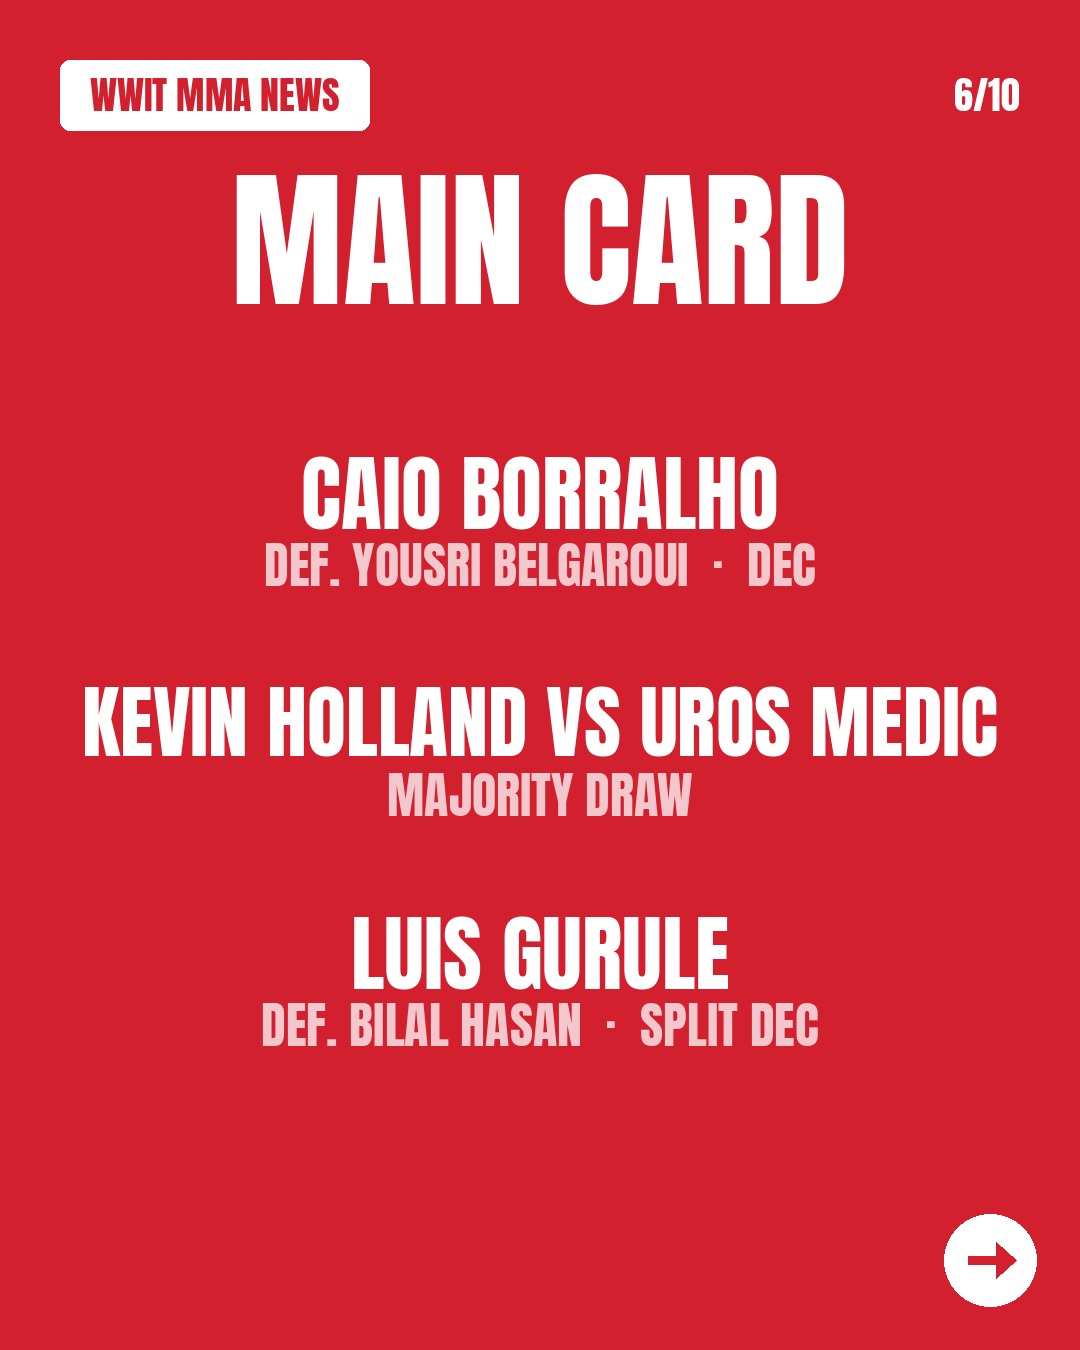 WWIT MMA NEWS
6/10
MAIN CARD
CAIO BORRALHO
DEF. YOUSRI BELGAROUI · DEC
KEVIN HOLLAND VS UROS MEDIC
MAJORITY DRAW
LUIS GURULE
DEF. BILAL HASAN · SPLIT DEC